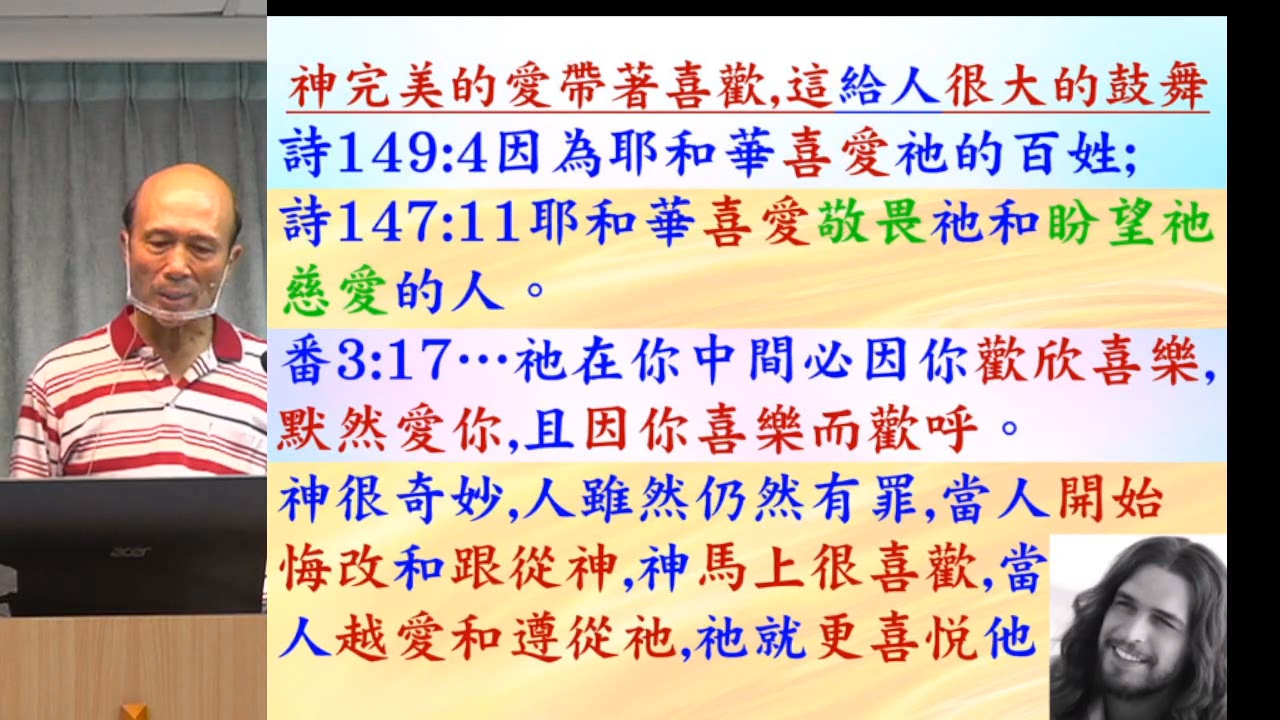 神完美的愛帶著喜歡,這給人很大的鼓舞
詩149:4因為耶和華喜愛祂的百姓;
詩147:11耶和華喜愛敬畏祂和盼望祂
慈愛的人。
番3:17…祂在你中間必因你歡欣喜樂,
默然愛你,且因你喜樂而歡呼。
神很奇妙,人雖然仍然有罪,當人開始
悔改和跟從神,神馬上很喜歡,當
人越愛和遵從祂,祂就更喜悅他
acer